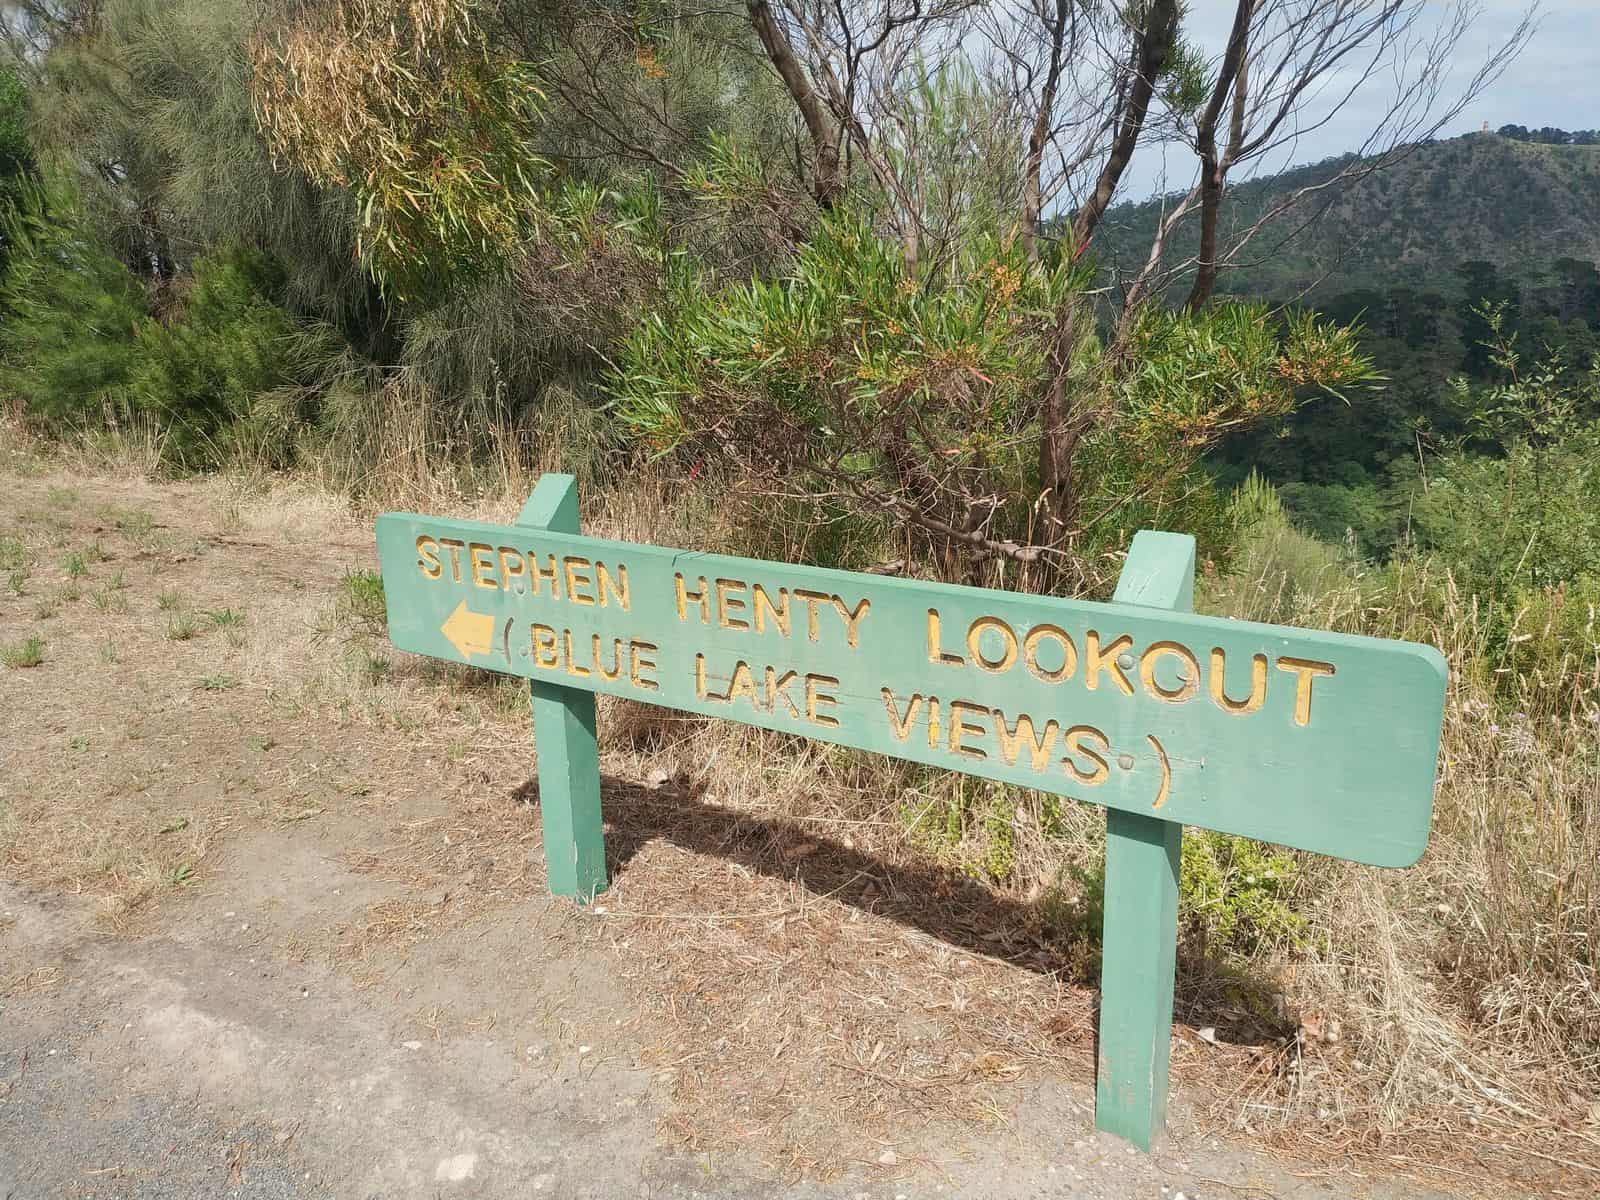 STEPHEN HENTY LOOKOUT
(BLUE LAKE VIEWS)